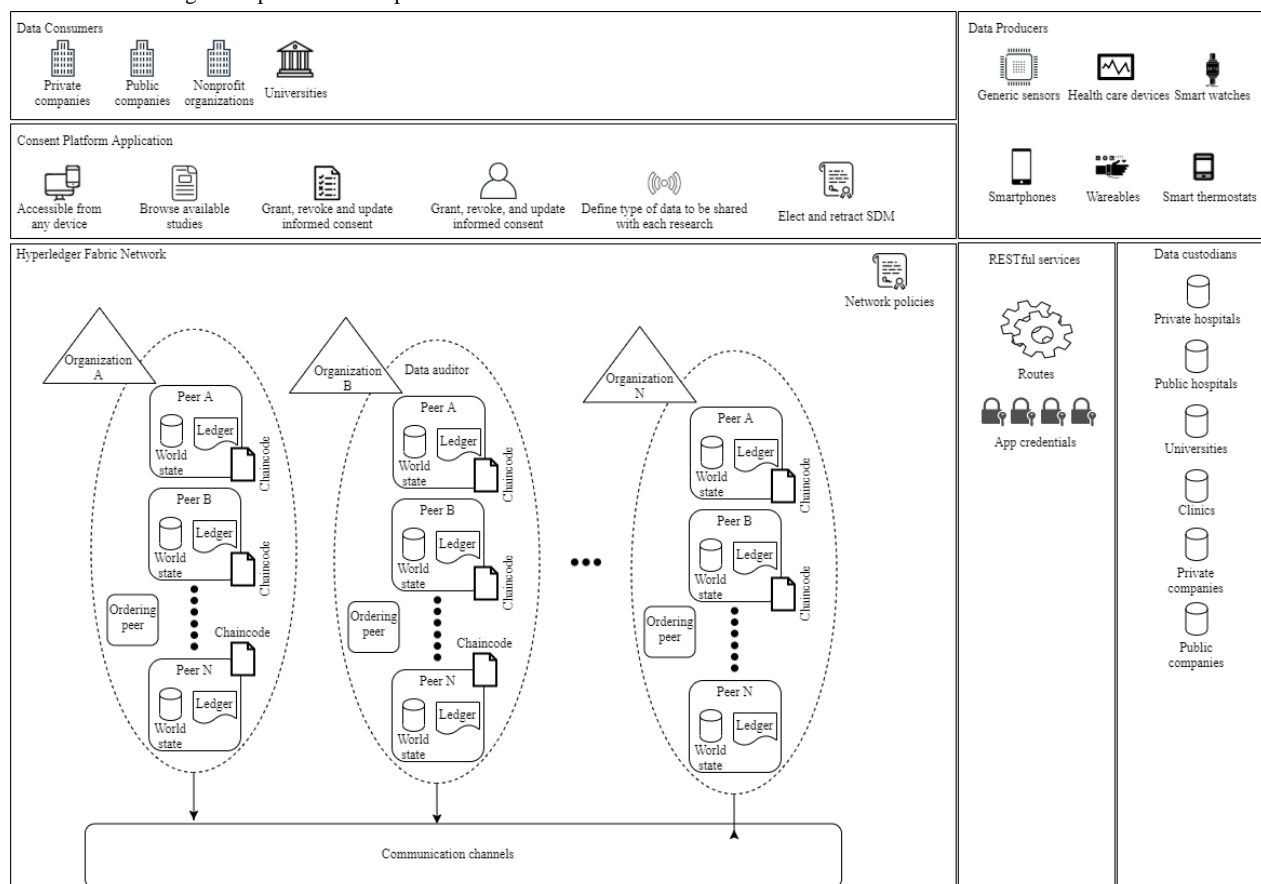 Data Consumers
Private
companies
Public
companies
Nonprofit
organizations
Universities
Data Producers
Generic sensors
Health care devices
Smart watches
Smartphones
Wareables
Smart thermostats
Consent Platform Application
Accessible from
any device
Browse available
studies
Grant, revoke and update
informed consent
Grant, revoke, and update
informed consent
Define type of data to be shared
with each research
Elect and retract SDM
Hyperledger Fabric Network
Network policies
Organization
A
Peer A
World
state
Ledger
Chaincode
Peer B
World
state
Ledger
Chaincode
Ordering
peer
Chaincode
Peer N
World
state
Ledger
Organization
B
Data auditor
Peer A
World
state
Ledger
Chaincode
Peer B
World
state
Ledger
Chaincode
Ordering
peer
Chaincode
Peer N
World
state
Ledger
Organization
N
Peer A
World
state
Ledger
Chaincode
Peer B
World
state
Ledger
Chaincode
Ordering
peer
Peer N
World
state
Ledger
Communication channels
RESTful services
Routes
App credentials
Data custodians
Private hospitals
Public hospitals
Universities
Clinics
Private
companies
Public
companies